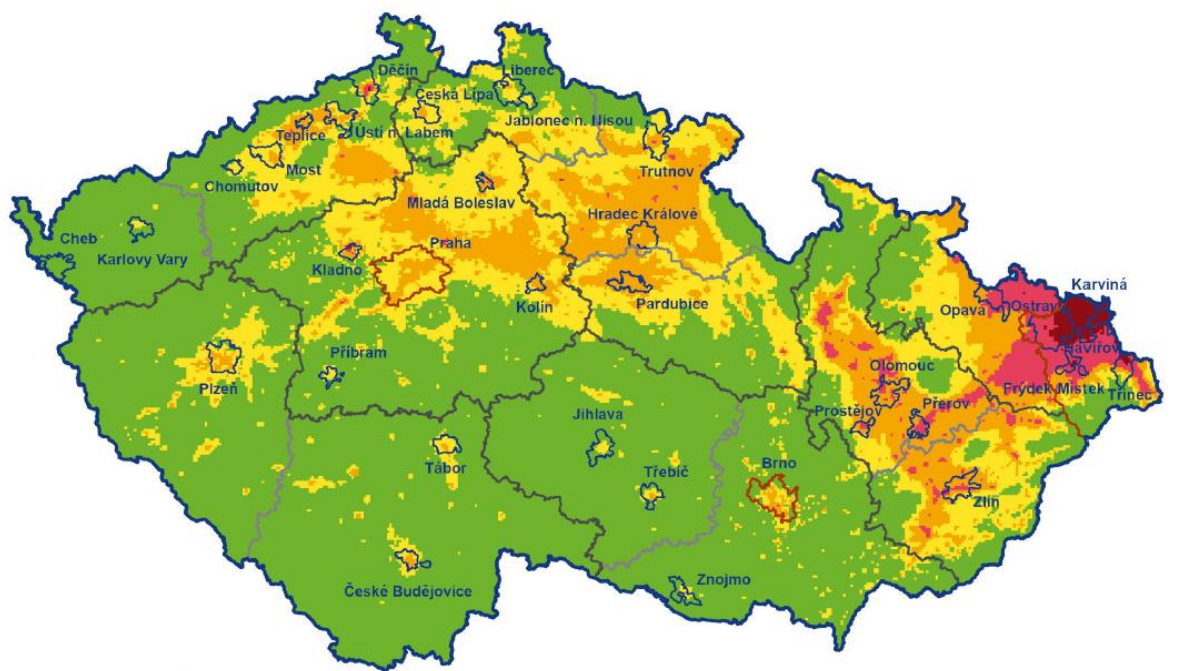 Děčín
Liberec
Česká Lípa
Jablonec n. Nisou
Teplice
Ústí n. Labem
Most
Chomutov
Trutnov
Mladá Boleslav
Hradec Králové
Cheb
Karlovy Vary
Praha
Kladno
Kolín
Pardubice
Karviná
Opava
Ostrava
Havířov
Příbram
Plzeň
Olomouc
Frýdek Místek
Třinec
Prostějov
Přerov
Jihlava
Tábor
Třebíč
Brno
Zlín
České Budějovice
Znojmo